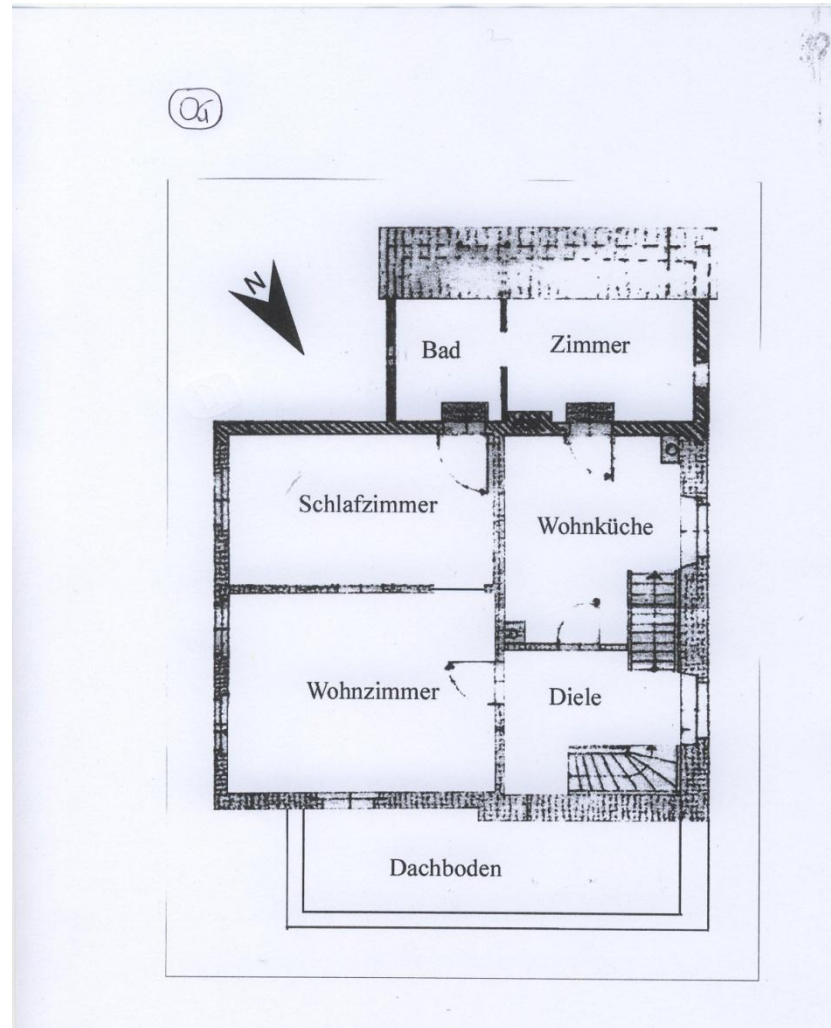 OG
N
Bad
Zimmer
Schlafzimmer
Wohnküche
Wohnzimmer
Diele
Dachboden